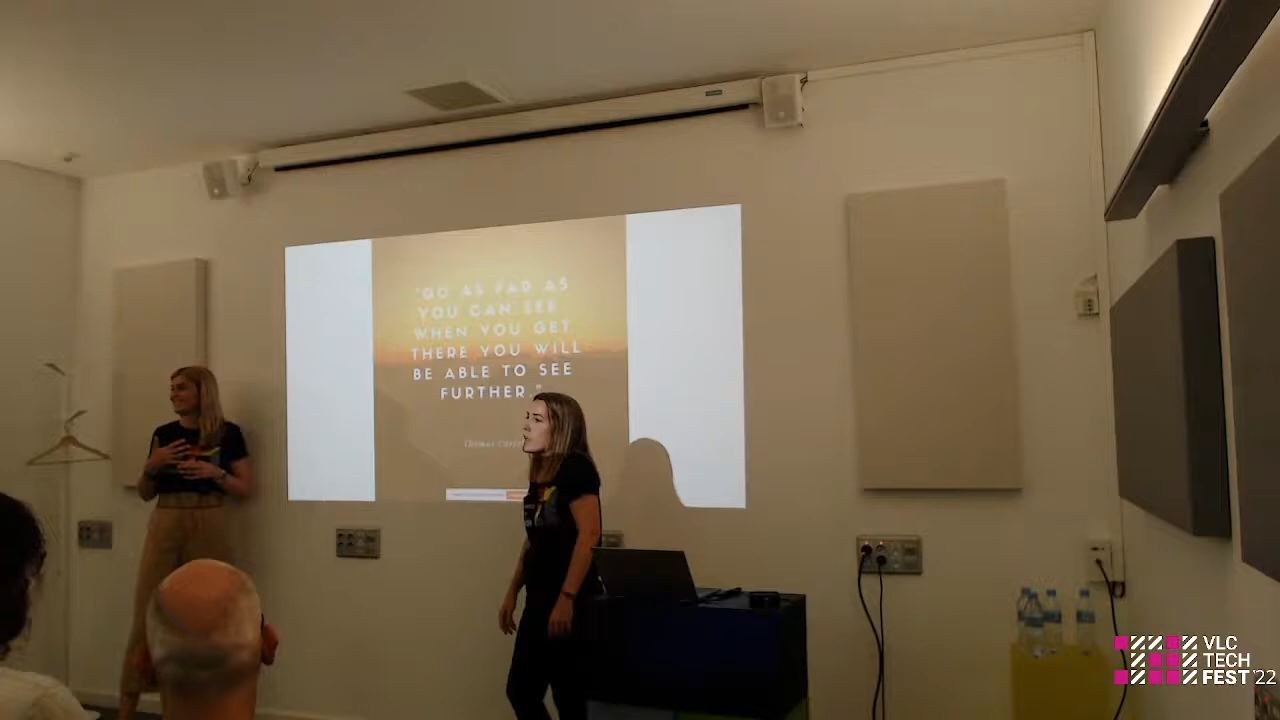 "GO AS FAR AS
YOU CAN SEE
WHEN YOU GET
THERE YOU WILL
BE ABLE TO SEE
FURTHER."
Thomas
VLC
TECH
FEST '22